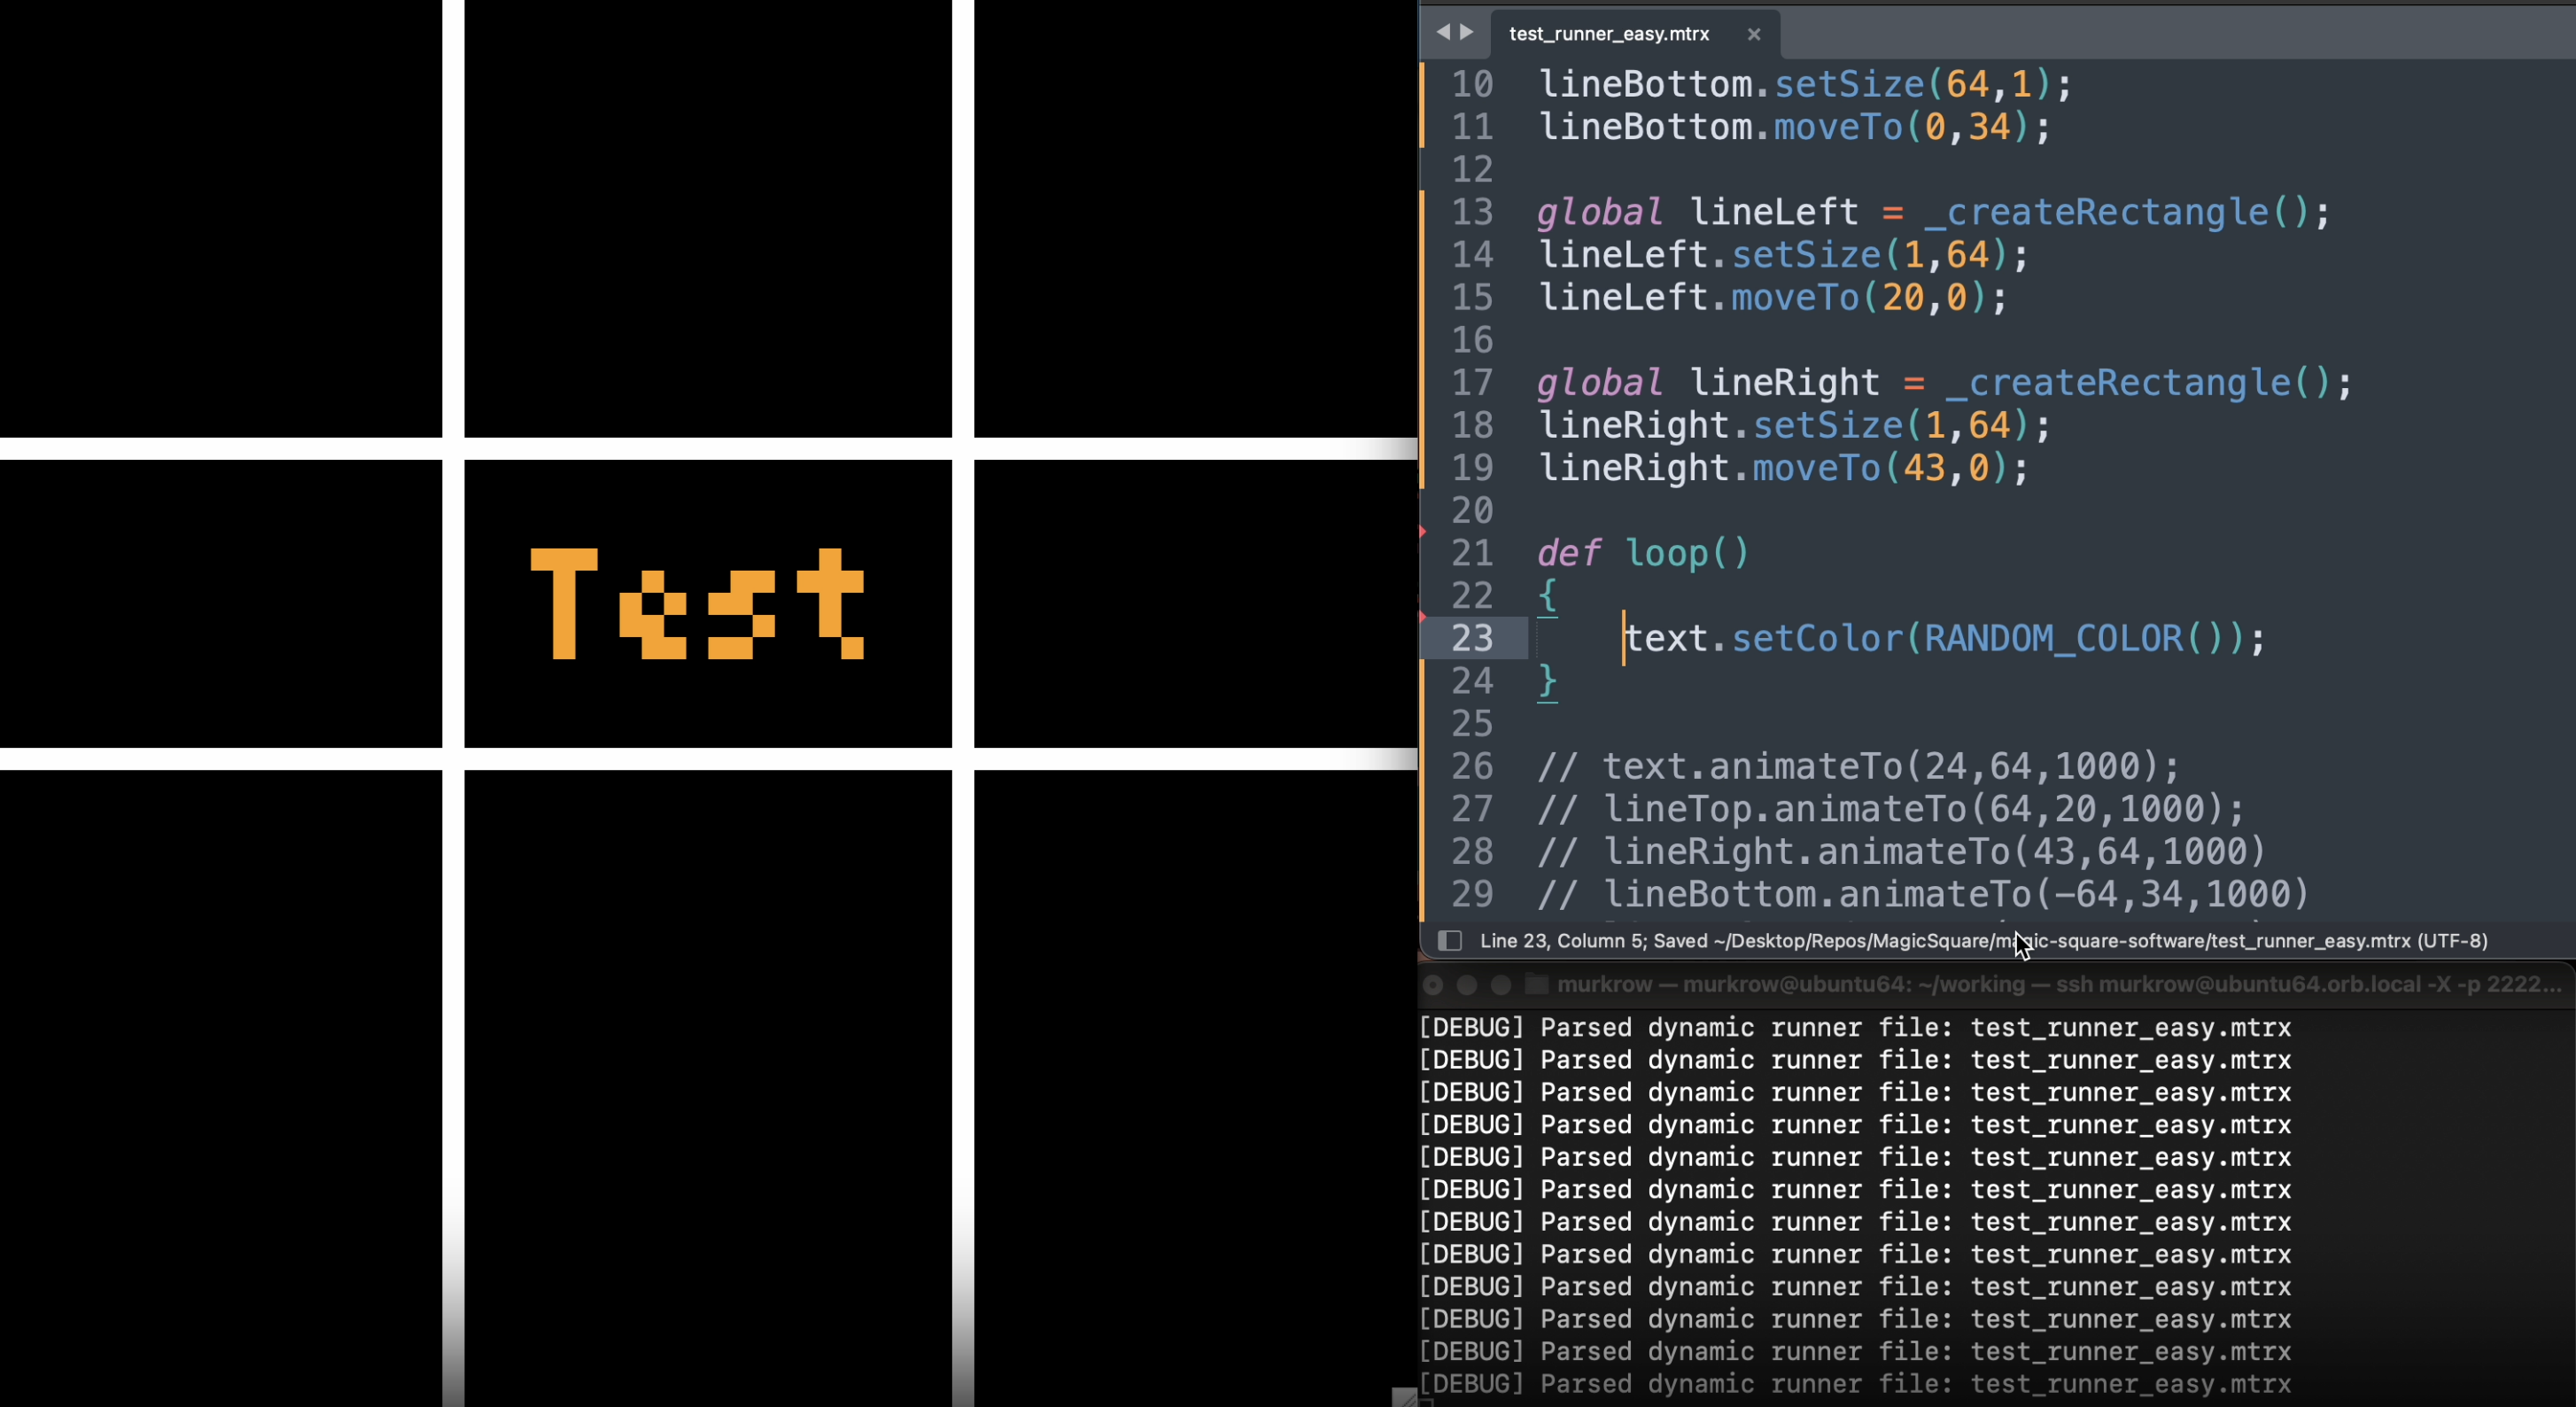 Test
test_runner_easy.mtrx ×
10 lineBottom.setSize(64,1);
11 lineBottom.moveTo(0,34);
12
13 global lineLeft = _createRectangle();
14 lineLeft.setSize(1,64);
15 lineLeft.moveTo(20,0);
16
17 global lineRight = _createRectangle();
18 lineRight.setSize(1,64);
19 lineRight.moveTo(43,0);
20
21 def loop()
22 {
23 text.setColor(RANDOM_COLOR());
24 }
25
26 // text.animateTo(24,64,1000);
27 // lineTop.animateTo(64,20,1000);
28 // lineRight.animateTo(43,64,1000)
29 // lineBottom.animateTo(-64,34,1000)
Line 23, Column 5; Saved ~/Desktop/Repos/MagicSquare/magic-square-software/test_runner_easy.mtrx (UTF-8)
murkrow — murkrow@ubuntu64: ~/working — ssh murkrow@ubuntu64.orb.local -X -p 2222...
[DEBUG] Parsed dynamic runner file: test_runner_easy.mtrx
[DEBUG] Parsed dynamic runner file: test_runner_easy.mtrx
[DEBUG] Parsed dynamic runner file: test_runner_easy.mtrx
[DEBUG] Parsed dynamic runner file: test_runner_easy.mtrx
[DEBUG] Parsed dynamic runner file: test_runner_easy.mtrx
[DEBUG] Parsed dynamic runner file: test_runner_easy.mtrx
[DEBUG] Parsed dynamic runner file: test_runner_easy.mtrx
[DEBUG] Parsed dynamic runner file: test_runner_easy.mtrx
[DEBUG] Parsed dynamic runner file: test_runner_easy.mtrx
[DEBUG] Parsed dynamic runner file: test_runner_easy.mtrx
[DEBUG] Parsed dynamic runner file: test_runner_easy.mtrx
[DEBUG] Parsed dynamic runner file: test_runner_easy.mtrx